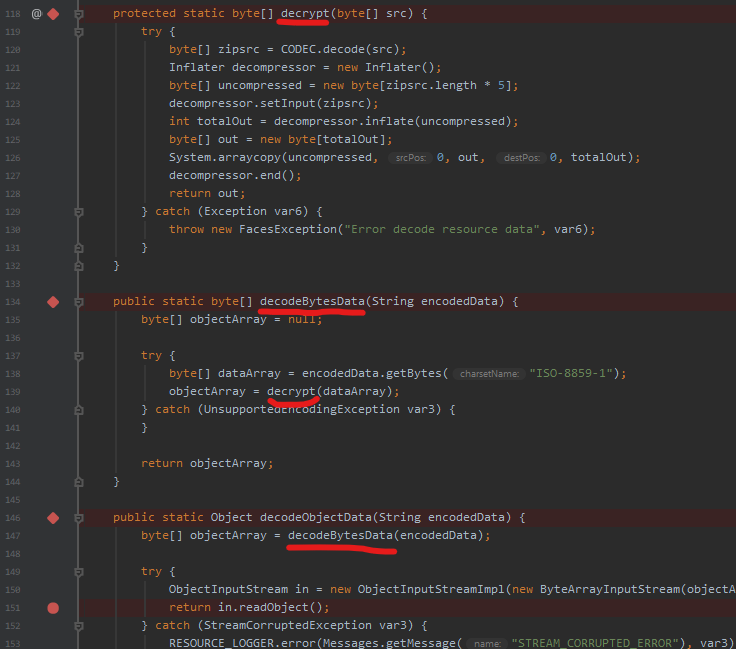 118 @ protected static byte[] decrypt(byte[] src) {
119 try {
120 byte[] zipsrc = CODEC.decode(src);
121 Inflater decompressor = new Inflater();
122 byte[] uncompressed = new byte[zipsrc.length * 5];
123 decompressor.setInput(zipsrc);
124 int totalOut = decompressor.inflate(uncompressed);
125 byte[] out = new byte[totalOut];
126 System.arraycopy(uncompressed, srcPos: 0, out, destPos: 0, totalOut);
127 decompressor.end();
128 return out;
129 } catch (Exception var6) {
130 throw new FacesException("Error decode resource data", var6);
131 }
132 }
133
134 public static byte[] decodeBytesData(String encodedData) {
135 byte[] objectArray = null;
136
137 try {
138 byte[] dataArray = encodedData.getBytes( charsetName: "ISO-8859-1");
139 objectArray = decrypt(dataArray);
140 } catch (UnsupportedEncodingException var3) {
141 }
142
143 return objectArray;
144 }
145
146 public static Object decodeObjectData(String encodedData) {
147 byte[] objectArray = decodeBytesData(encodedData);
148
149 try {
150 ObjectInputStream in = new ObjectInputStreamImpl(new ByteArrayInputStream(objectA
151 return in.readObject();
152 } catch (StreamCorruptedException var3) {
153 RESOURCE_LOGGER.error(Messages.getMessage( name: "STREAM_CORRUPTED_ERROR"), var3)